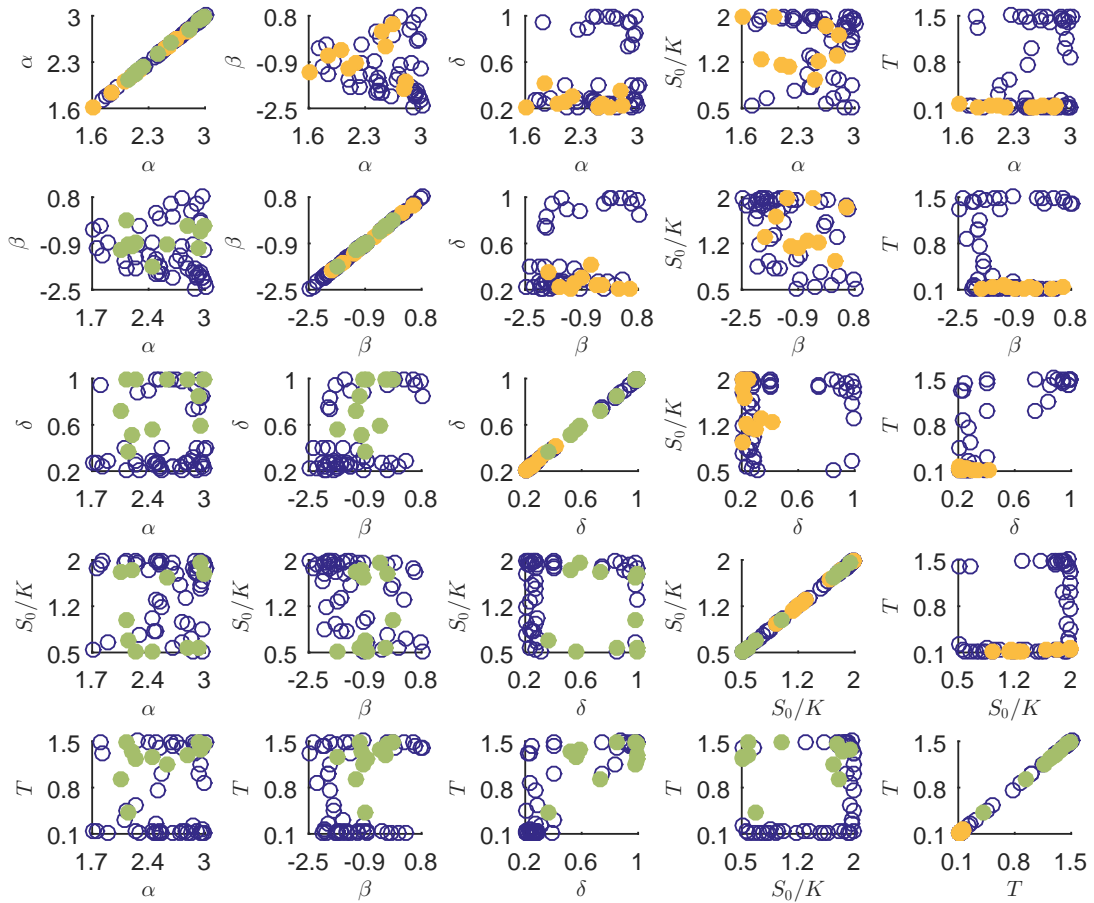 α 3 2.3 1.6 1.6 2.3 3 α
β 0.8 -0.9 -2.5 1.6 2.3 3 α
δ 1 0.6 0.2 1.6 2.3 3 α
S₀/K 2 1.2 0.5 1.6 2.3 3 α
T 1.5 0.8 0.1 1.6 2.3 3 α
β 0.8 -0.9 -2.5 1.7 2.4 3 α
β 0.8 -0.9 -2.5 -2.5 -0.9 0.8 β
δ 1 0.6 0.2 -2.5 -0.9 0.8 β
S₀/K 2 1.2 0.5 -2.5 -0.9 0.8 β
T 1.5 0.8 0.1 -2.5 -0.9 0.8 β
δ 1 0.6 0.2 1.7 2.4 3 α
δ 1 0.6 0.2 -2.5 -0.9 0.8 β
δ 1 0.6 0.2 0.2 0.6 1 δ
S₀/K 2 1.2 0.5 0.2 0.6 1 δ
T 1.5 0.8 0.1 0.2 0.6 1 δ
S₀/K 2 1.2 0.5 1.7 2.4 3 α
S₀/K 2 1.2 0.5 -2.5 -0.9 0.8 β
S₀/K 2 1.2 0.5 0.2 0.6 1 δ
S₀/K 2 1.2 0.5 0.5 1.2 2 S₀/K
T 1.5 0.8 0.1 0.5 1.2 2 S₀/K
T 1.5 0.8 0.1 1.7 2.4 3 α
T 1.5 0.8 0.1 -2.5 -0.9 0.8 β
T 1.5 0.8 0.1 0.2 0.6 1 δ
T 1.5 0.8 0.1 0.5 1.2 2 S₀/K
T 1.5 0.8 0.1 0.1 0.8 1.5 T